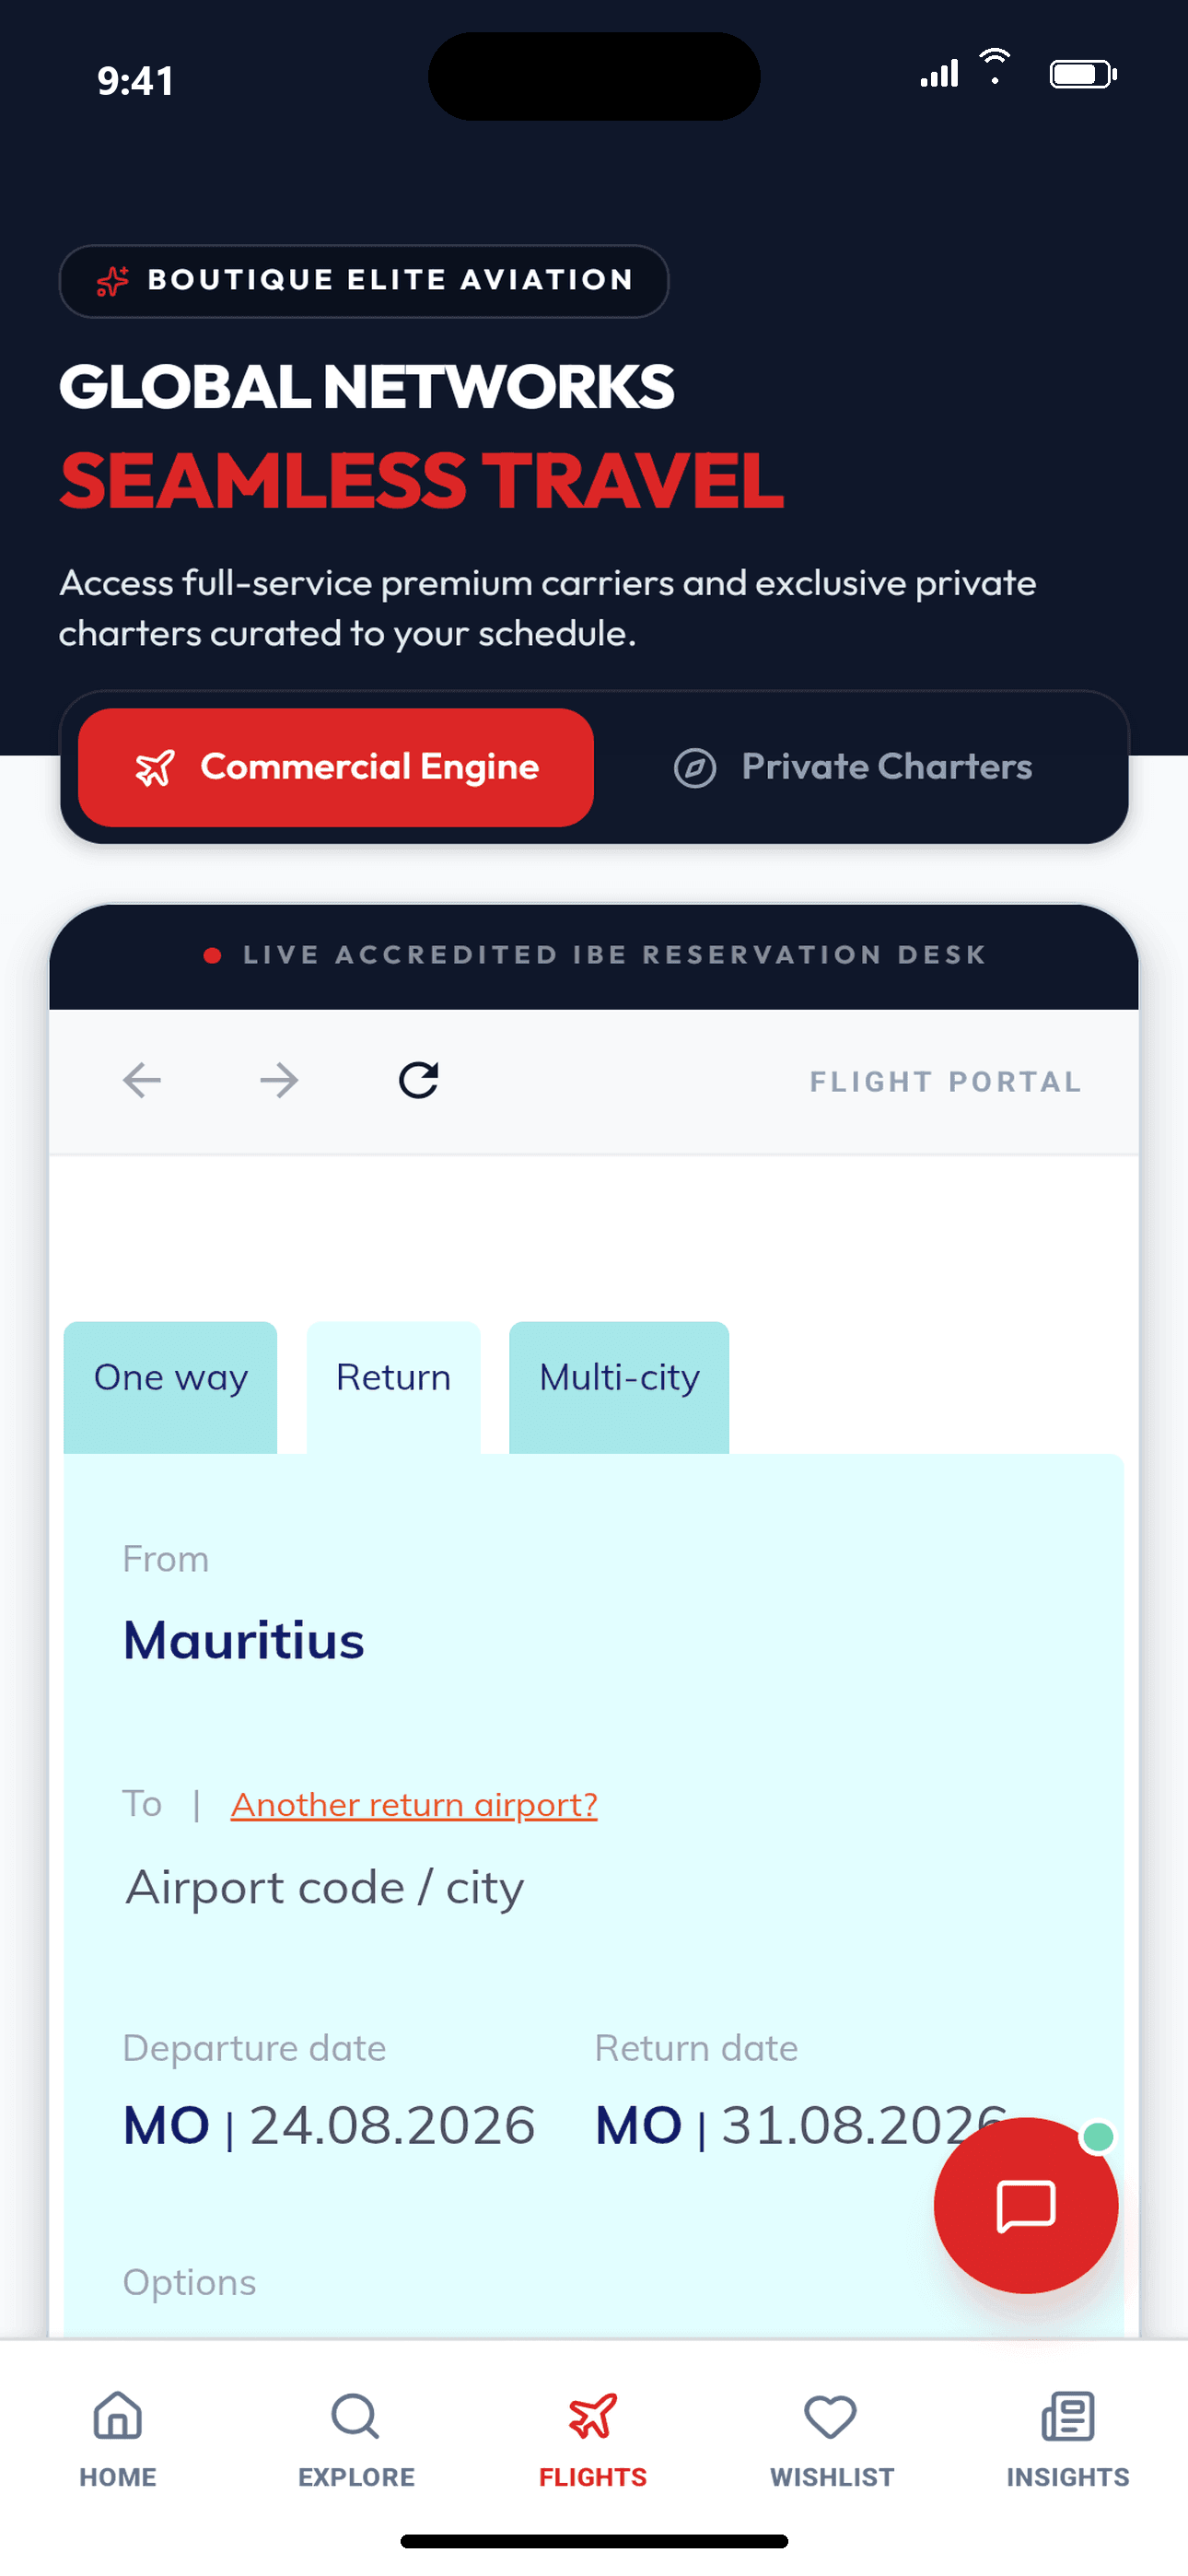 9:41
BOUTIQUE ELITE AVIATION
GLOBAL NETWORKS
SEAMLESS TRAVEL
Access full-service premium carriers and exclusive private
charters curated to your schedule.
Commercial Engine
Private Charters
LIVE ACCREDITED IBE RESERVATION DESK
FLIGHT PORTAL
One way
Return
Multi-city
From
Mauritius
To | Another return airport?
Airport code / city
Departure date
Return date
MO | 24.08.2026
MO | 31.08.2026
Options
HOME
EXPLORE
FLIGHTS
WISHLIST
INSIGHTS